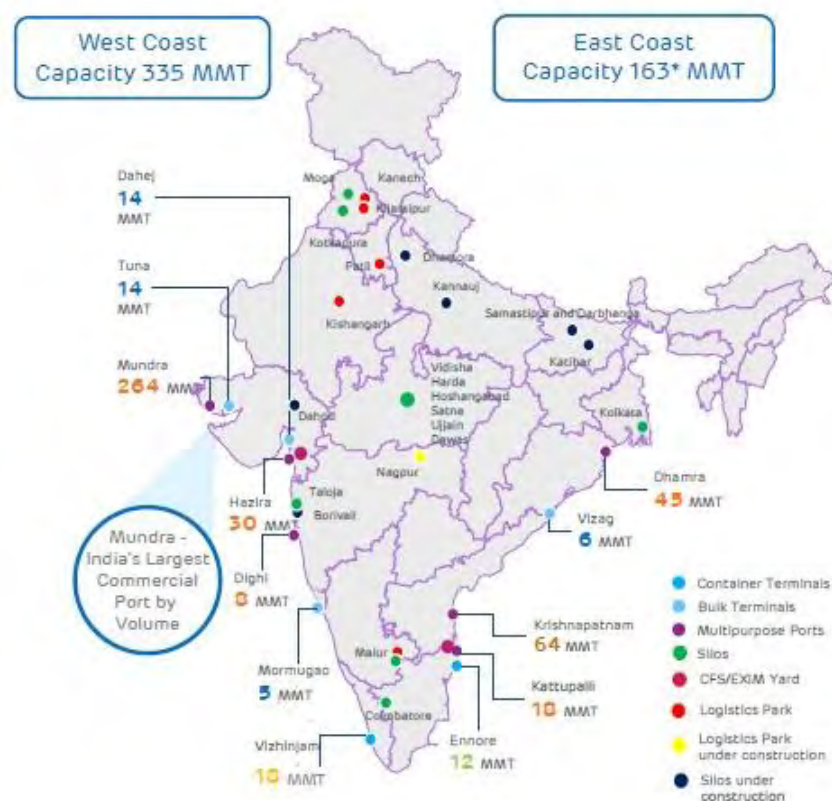 West Coast
Capacity 335 MMT
East Coast
Capacity 163* MMT
Dahej
14
MMT
Tuna
14
MMT
Mundra
264 MMT
Moga
Kanech
Kilaraipur
Kotkapura
Patli
Dhamora
Kannauj
Kishangarh
Samastipur and Darbhanga
Katihar
Vidisha
Harda
Hoshangabad
Satna
Ujjain
Dewas
Dahod
Kolkata
Nagpur
Hazira
30 MMT
Taloja
Borivali
Dighi
8 MMT
Mundra -
India's Largest
Commercial
Port by
Volume
Mormugao
5 MMT
Malur
Coimbatore
Vizhinjam
18 MMT
Dhamra
45 MMT
Vizag
6 MMT
Krishnapatnam
64 MMT
Kattupalli
18 MMT
Ennore
12 MMT
Container Terminals
Bulk Terminals
Multipurpose Ports
Silos
CFS/EXIM Yard
Logistics Park
Logistics Park
under construction
Silos under
construction